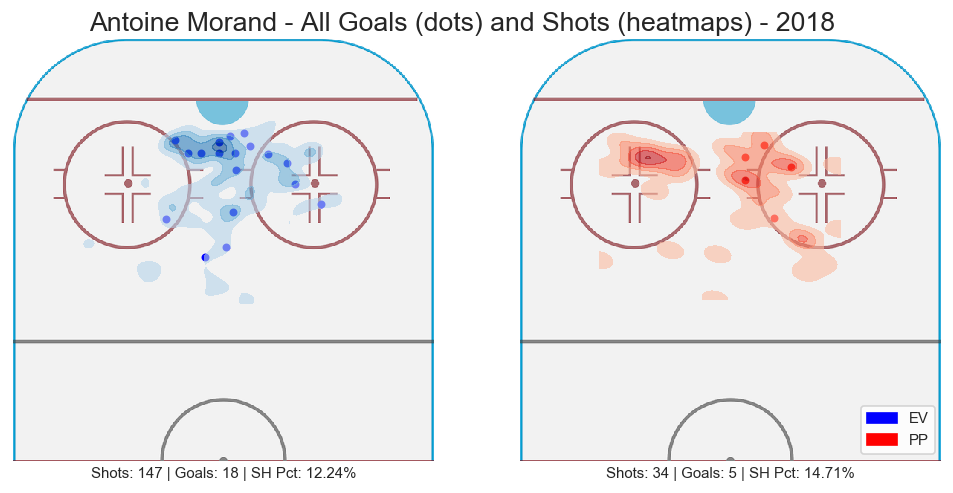 Antoine Morand - All Goals (dots) and Shots (heatmaps) - 2018
EV
PP
Shots: 147 | Goals: 18 | SH Pct: 12.24%
Shots: 34 | Goals: 5 | SH Pct: 14.71%